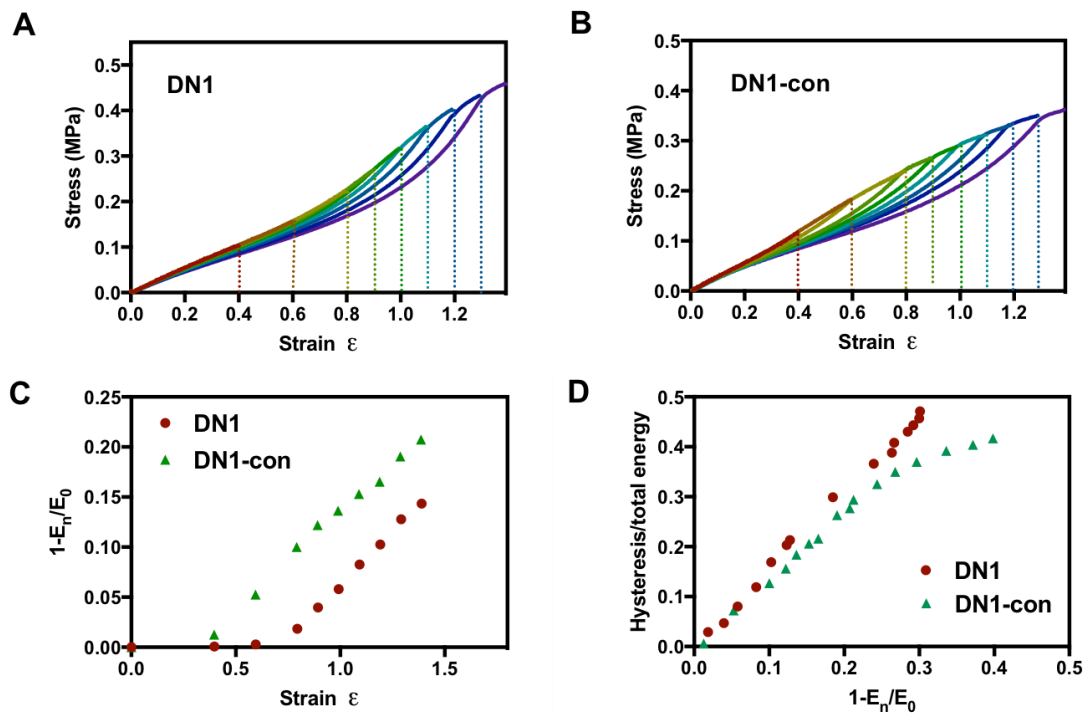 A
DN1
Stress (MPa)
0.5
0.4
0.3
0.2
0.1
0.0
0.0 0.2 0.4 0.6 0.8 1.0 1.2
Strain ε
B
DN1-con
Stress (MPa)
0.5
0.4
0.3
0.2
0.1
0.0
0.0 0.2 0.4 0.6 0.8 1.0 1.2
Strain ε
C
DN1
DN1-con
1-Eₙ/E₀
0.25
0.20
0.15
0.10
0.05
0.00
0.0 0.5 1.0 1.5
Strain ε
D
Hysteresis/total energy
0.5
0.4
0.3
0.2
0.1
0.0
DN1
DN1-con
0.0 0.1 0.2 0.3 0.4 0.5
1-Eₙ/E₀